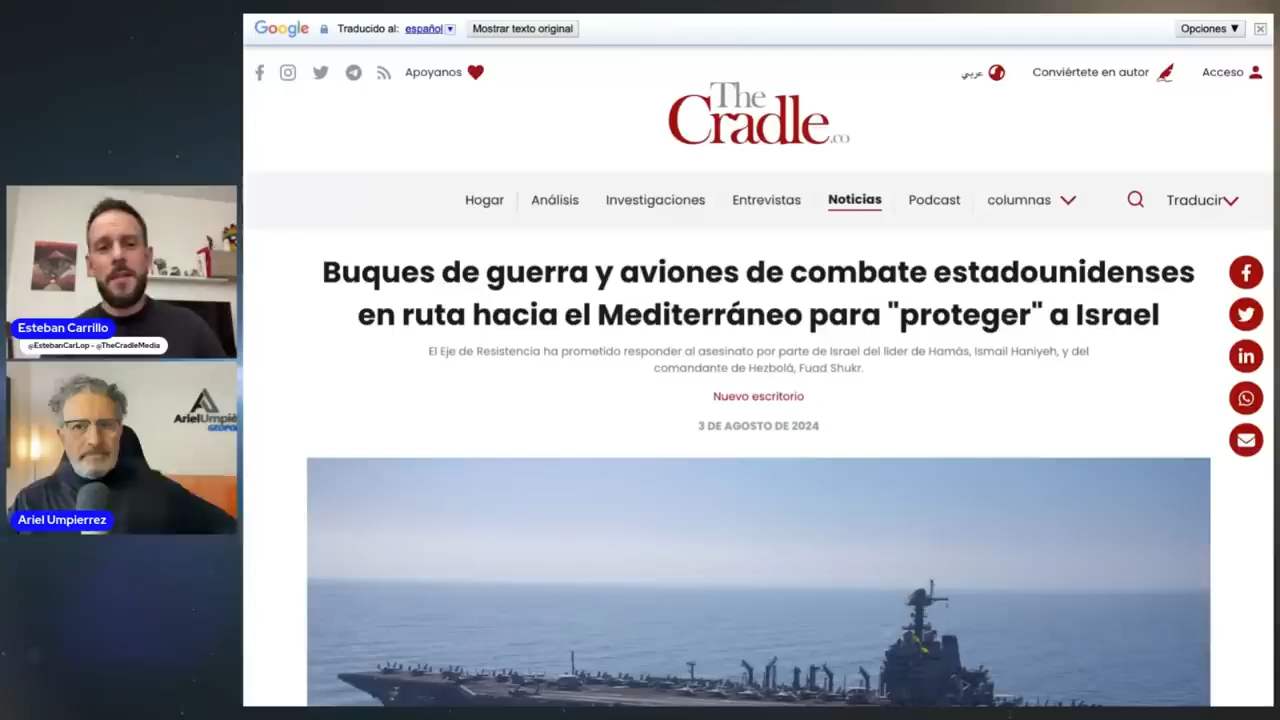 Google Traducido al: español Mostrar texto original Opciones ▼
Apoyanos عربي Conviértete en autor Acceso
The
Cradle.co
Hogar Análisis Investigaciones Entrevistas Noticias Podcast columnas Traducir
Buques de guerra y aviones de combate estadounidenses
en ruta hacia el Mediterráneo para "proteger" a Israel
El Eje de Resistencia ha prometido responder al asesinato por parte de Israel del líder de Hamás, Ismail Haniyeh, y del
comandante de Hezbolá, Fuad Shukr.
Nuevo escritorio
3 DE AGOSTO DE 2024
Esteban Carrillo
@EstebanCarLop - @TheCradleMedia
ArielUmpiè
GEOPOL
Ariel Umpierrez